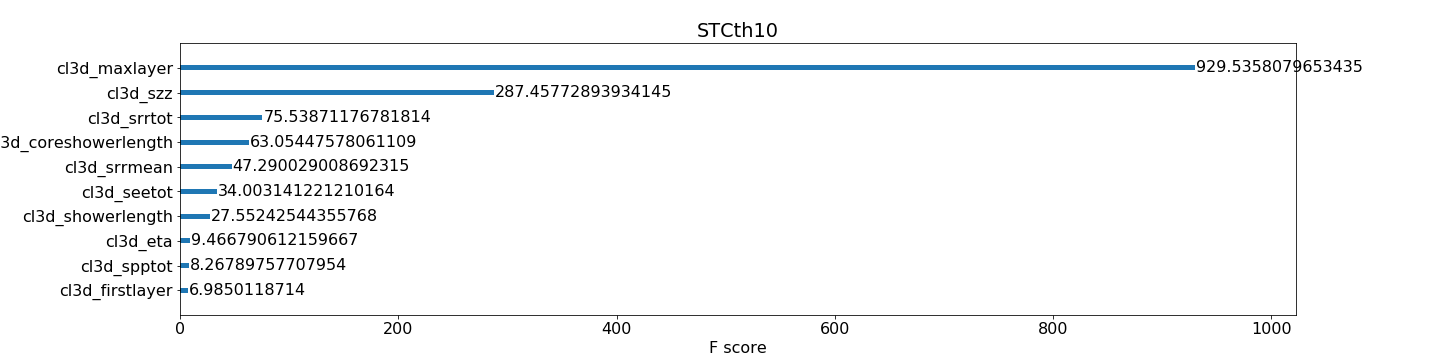 STCth10
cl3d_maxlayer 929.5358079653435
cl3d_szz 287.45772893934145
cl3d_srrtot 75.53871176781814
3d_coreshowerlength 63.05447578061109
cl3d_srrmean 47.290029008692315
cl3d_seetot 34.003141221210164
cl3d_showerlength 27.55242544355768
cl3d_eta 9.466790612159667
cl3d_spptot 8.26789757707954
cl3d_firstlayer 6.9850118714
0 200 400 600 800 1000
F score